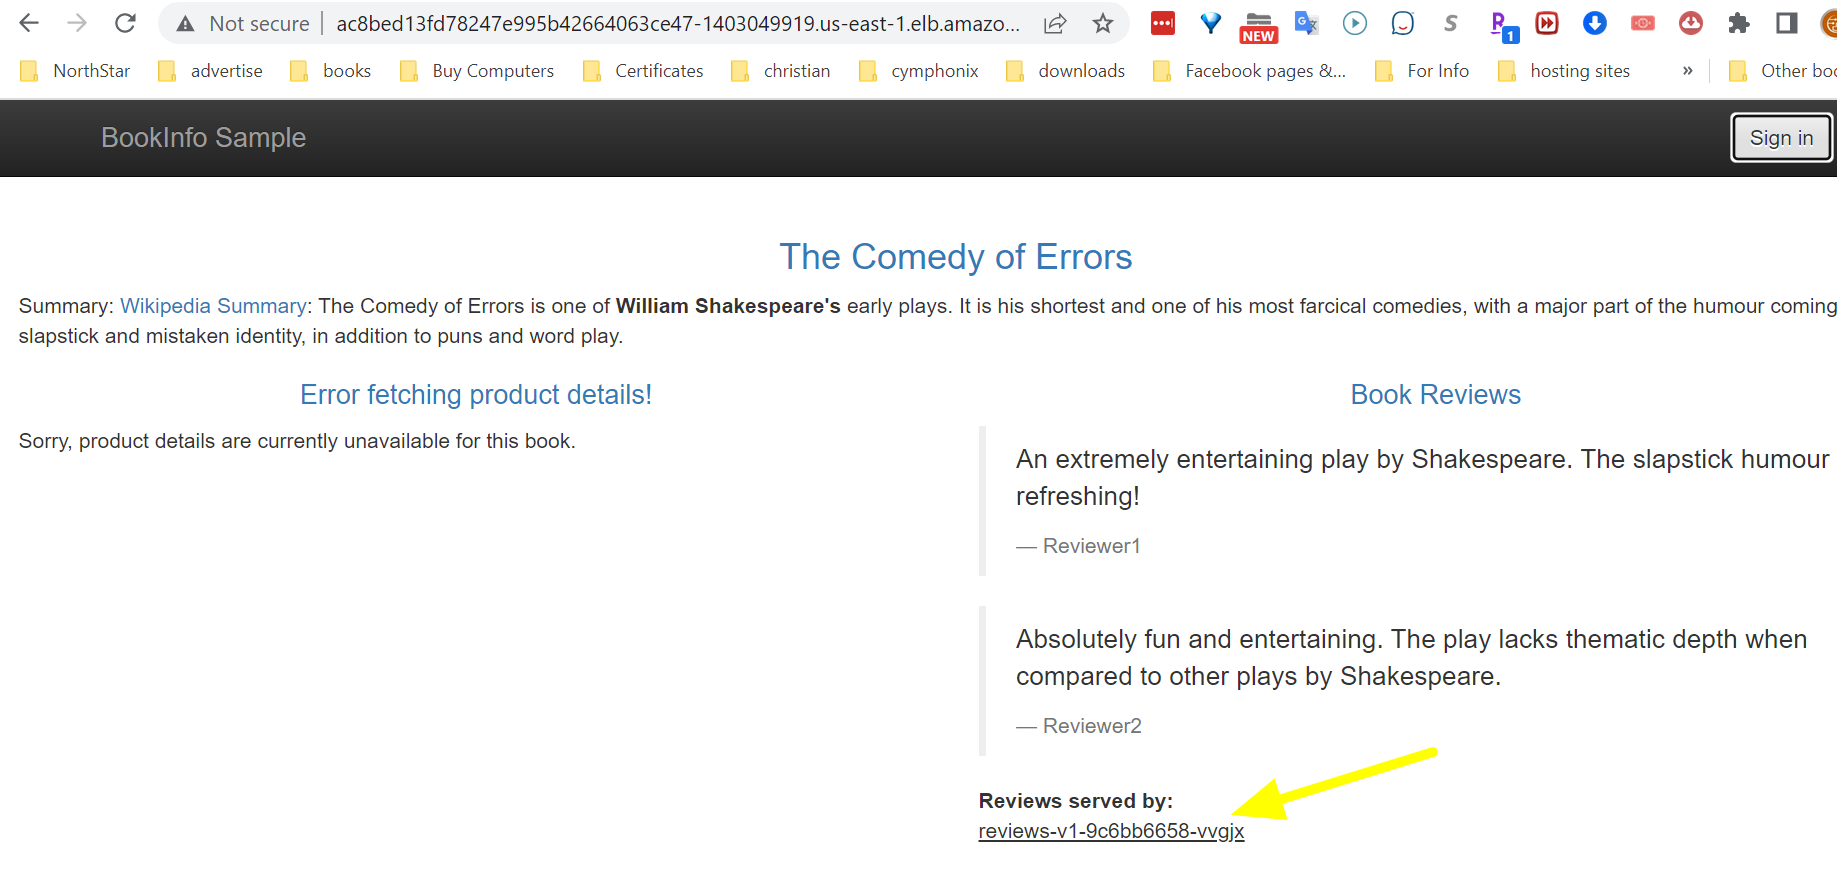 Not secure | ac8bed13fd78247e995b42664063ce47-1403049919.us-east-1.elb.amazo...
NEW
1
NorthStar advertise books Buy Computers Certificates christian cymphonix downloads Facebook pages &... For Info hosting sites » Other boo
BookInfo Sample
Sign in
The Comedy of Errors
Summary: Wikipedia Summary: The Comedy of Errors is one of William Shakespeare's early plays. It is his shortest and one of his most farcical comedies, with a major part of the humour coming
slapstick and mistaken identity, in addition to puns and word play.
Error fetching product details!
Sorry, product details are currently unavailable for this book.
Book Reviews
An extremely entertaining play by Shakespeare. The slapstick humour
refreshing!
— Reviewer1
Absolutely fun and entertaining. The play lacks thematic depth when
compared to other plays by Shakespeare.
— Reviewer2
Reviews served by:
reviews-v1-9c6bb6658-vvgjx